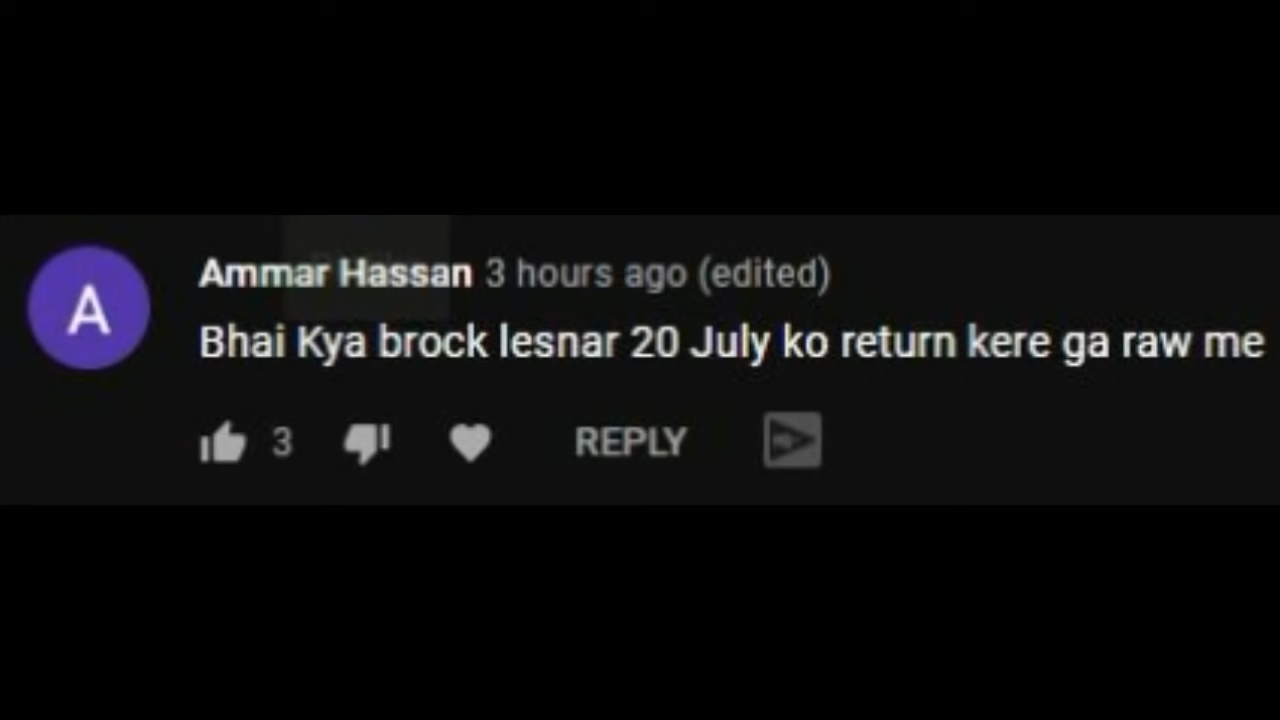 A
Ammar Hassan 3 hours ago (edited)
Bhai Kya brock lesnar 20 July ko return kere ga raw me
3 REPLY